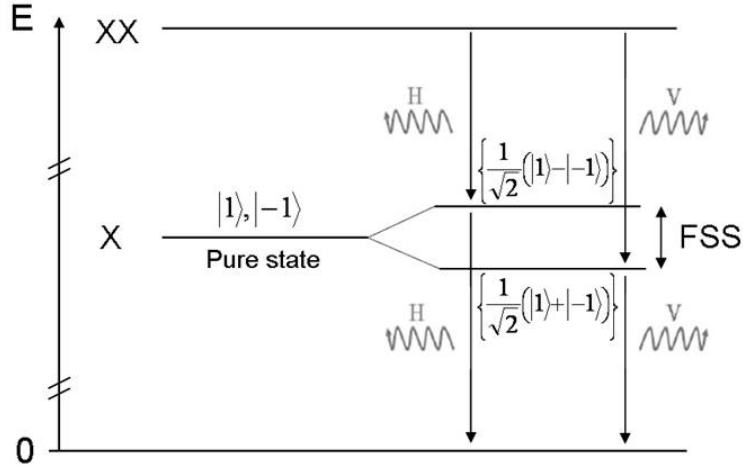 E
XX
H
V
{1/√2(|1⟩−|−1⟩)}
|1⟩,|−1⟩
X
Pure state
FSS
{1/√2(|1⟩+|−1⟩)}
H
V
0